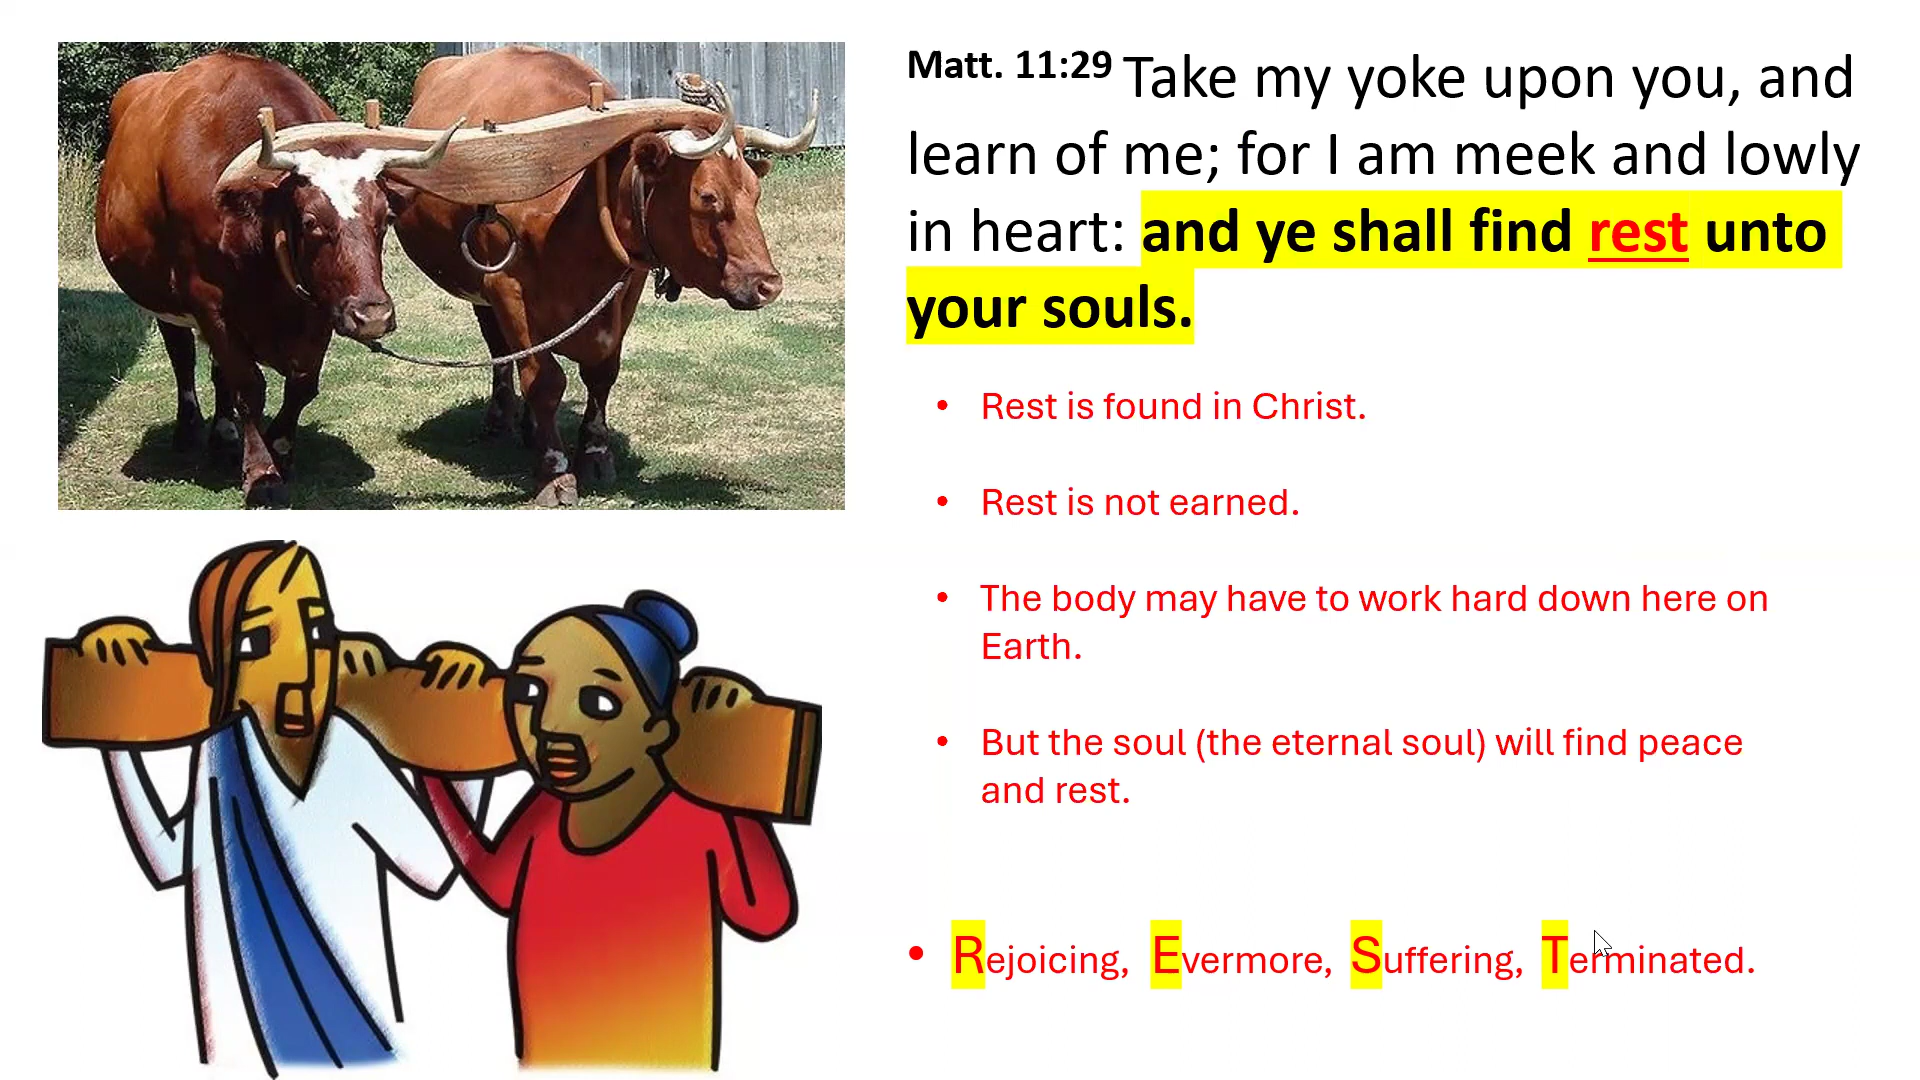 Matt. 11:29 Take my yoke upon you, and
learn of me; for I am meek and lowly
in heart: and ye shall find rest unto
your souls.
• Rest is found in Christ.
• Rest is not earned.
• The body may have to work hard down here on
Earth.
• But the soul (the eternal soul) will find peace
and rest.
• Rejoicing, Evermore, Suffering, Terminated.